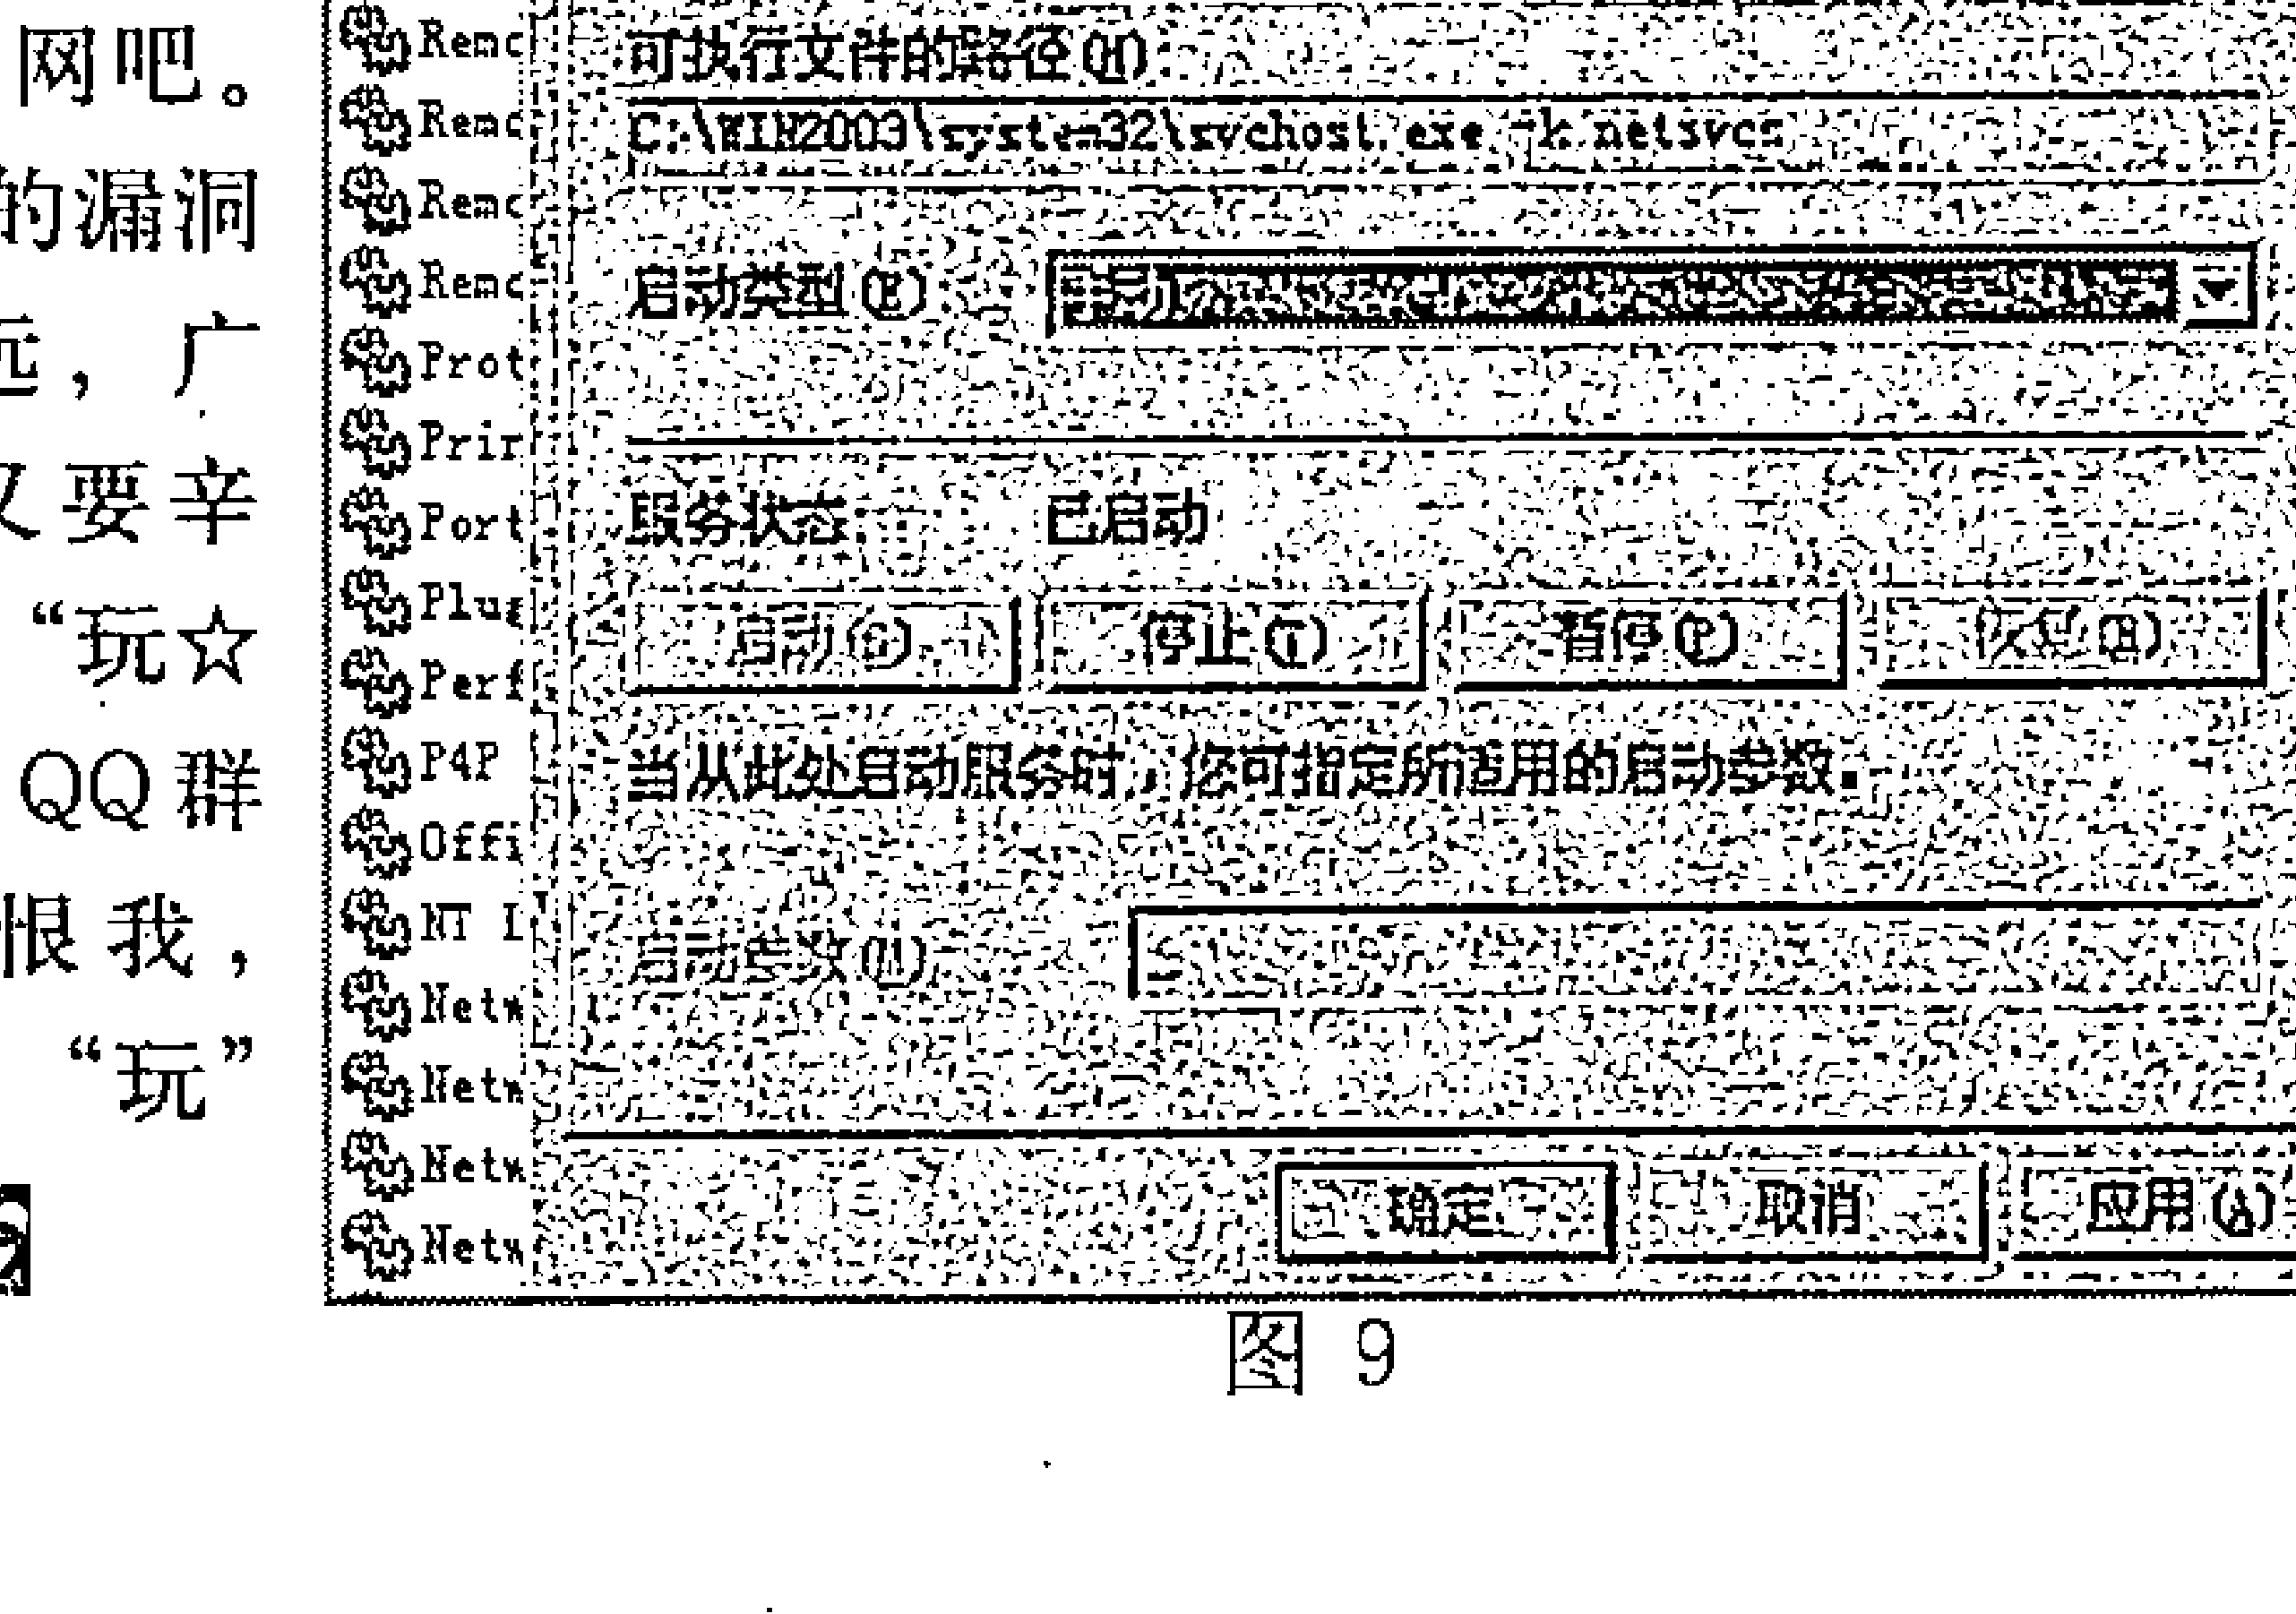 网吧。
的漏洞
远，广
又要辛
“玩☆
QQ群
恨我，
“玩”
Remo
Remo
Remo
Remo
Prot
Prin
Port
Plug
Perf
P4P
Offi
NT L
Netw
Netw
Netw
Netw
可执行文件的路径(H)
C:\WIN2003\system32\svchost.exe -k netsvcs
启动类型(E): 手动
服务状态: 已启动
启动(S) 停止(T) 暂停(P) 恢复(R)
当从此处启动服务时，您可指定所适用的启动参数。
启动参数(M)
确定 取消 应用(A)
图 9